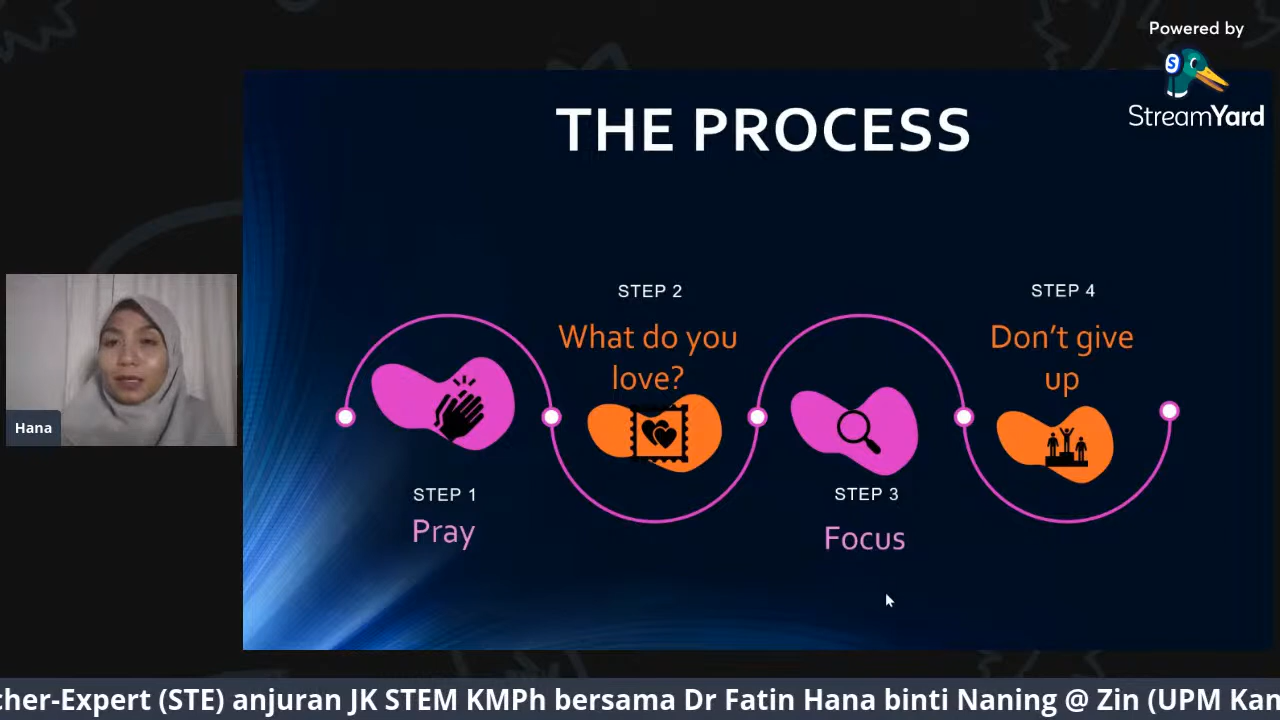 Powered by
StreamYard
THE PROCESS
STEP 2
What do you
love?
STEP 4
Don’t give
up
STEP 1
Pray
STEP 3
Focus
Hana
cher-Expert (STE) anjuran JK STEM KMPh bersama Dr Fatin Hana binti Naning @ Zin (UPM Kan